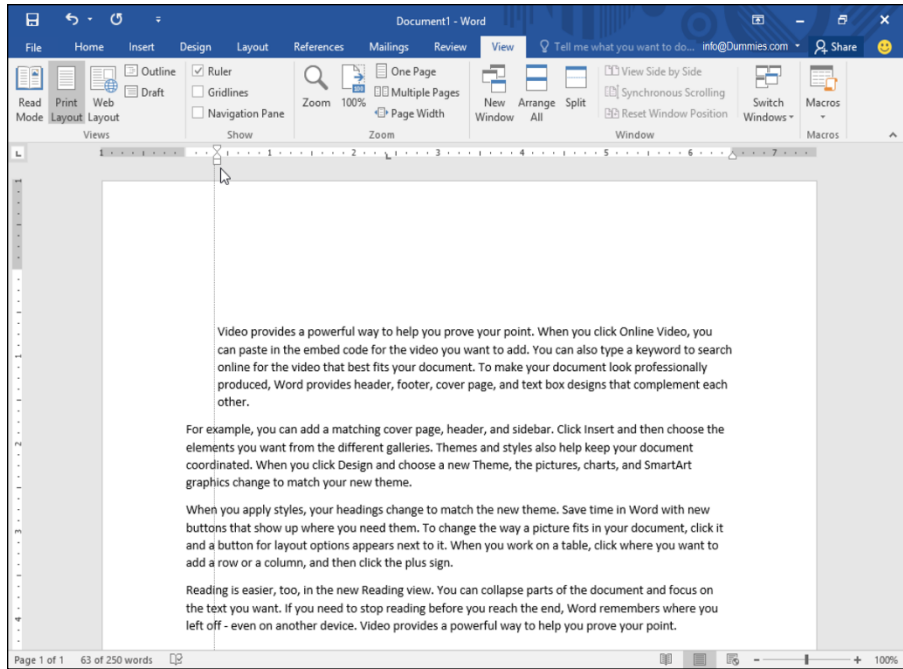 Document1 - Word
File Home Insert Design Layout References Mailings Review View Tell me what you want to do... info@Dummies.com Share
Read Mode
Print Layout
Web Layout
Outline
Draft
Views
Ruler
Gridlines
Navigation Pane
Show
Zoom
100%
One Page
Multiple Pages
Page Width
Zoom
New Window
Arrange All
Split
View Side by Side
Synchronous Scrolling
Reset Window Position
Window
Switch Windows
Macros
Macros
L
1 1 2 3 4 5 6 7
1
1
2
3
4
Video provides a powerful way to help you prove your point. When you click Online Video, you
can paste in the embed code for the video you want to add. You can also type a keyword to search
online for the video that best fits your document. To make your document look professionally
produced, Word provides header, footer, cover page, and text box designs that complement each
other.
For example, you can add a matching cover page, header, and sidebar. Click Insert and then choose the
elements you want from the different galleries. Themes and styles also help keep your document
coordinated. When you click Design and choose a new Theme, the pictures, charts, and SmartArt
graphics change to match your new theme.
When you apply styles, your headings change to match the new theme. Save time in Word with new
buttons that show up where you need them. To change the way a picture fits in your document, click it
and a button for layout options appears next to it. When you work on a table, click where you want to
add a row or a column, and then click the plus sign.
Reading is easier, too, in the new Reading view. You can collapse parts of the document and focus on
the text you want. If you need to stop reading before you reach the end, Word remembers where you
left off - even on another device. Video provides a powerful way to help you prove your point.
Page 1 of 1 63 of 250 words - + 100%